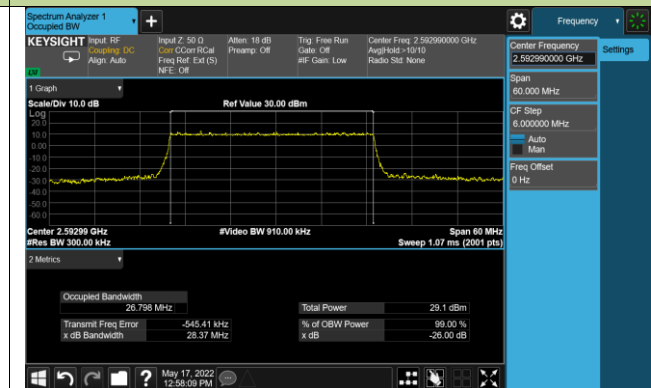 Spectrum Analyzer 1
Occupied BW
+
Frequency
KEYSIGHT
Input: RF
Coupling: DC
Align: Auto
Input Z: 50 Ω
Corr CCorr RCal
Freq Ref: Ext (S)
NFE: Off
Atten: 18 dB
Preamp: Off
Trig: Free Run
Gate: Off
#IF Gain: Low
Center Freq: 2.592990000 GHz
Avg|Hold:>10/10
Radio Std: None
Center Frequency
2.592990000 GHz
Settings
Span
60.000 MHz
CF Step
6.000000 MHz
Auto
Man
Freq Offset
0 Hz
1 Graph
Scale/Div 10.0 dB
Ref Value 30.00 dBm
Log
20.0
10.0
0.00
-10.0
-20.0
-30.0
-40.0
-50.0
-60.0
Center 2.59299 GHz
#Video BW 910.00 kHz
Span 60 MHz
#Res BW 300.00 kHz
Sweep 1.07 ms (2001 pts)
2 Metrics
Occupied Bandwidth
26.798 MHz
Total Power
29.1 dBm
Transmit Freq Error
-545.41 kHz
% of OBW Power
99.00 %
x dB Bandwidth
28.37 MHz
x dB
-26.00 dB
?
May 17, 2022
12:58:09 PM